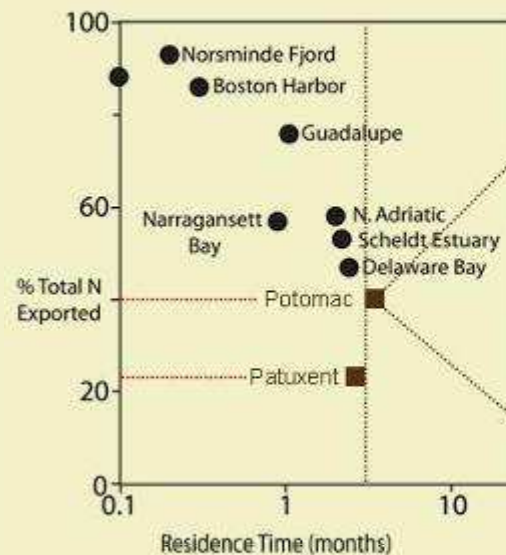 100
Norsminde Fjord
Boston Harbor
Guadalupe
60
Narragansett
Bay
N. Adriatic
Scheldt Estuary
Delaware Bay
% Total N
Exported
Potomac
Patuxent
20
0
0.1
1
10
Residence Time (months)